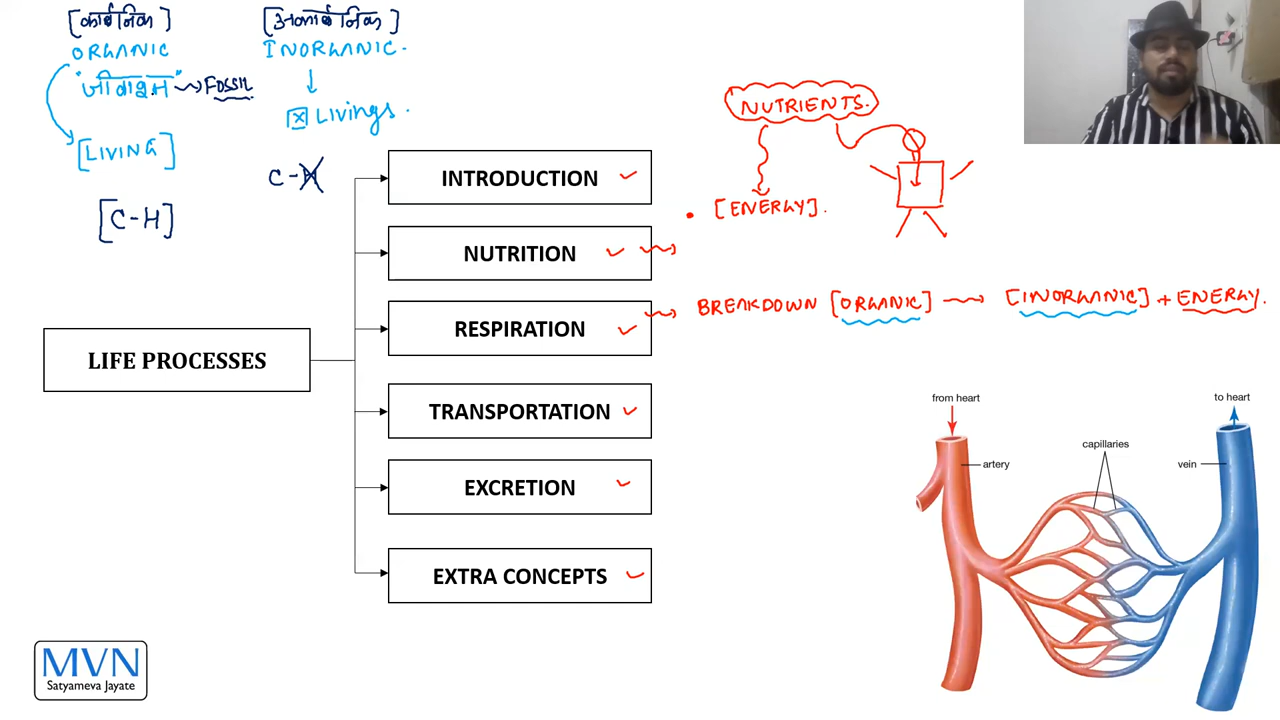 [कार्बनिक]
ORGANIC
"जीवाश्म" FOSSIL
[LIVING]
[C-H]
[अकार्बनिक]
INORGANIC.
x Livings.
C-H
NUTRIENTS.
[ENERGY].
LIFE PROCESSES
INTRODUCTION
NUTRITION
RESPIRATION
BREAKDOWN [ORGANIC] [INORGANIC] + ENERGY.
TRANSPORTATION
EXCRETION
EXTRA CONCEPTS
from heart
to heart
capillaries
artery
vein
MVN
Satyameva Jayate